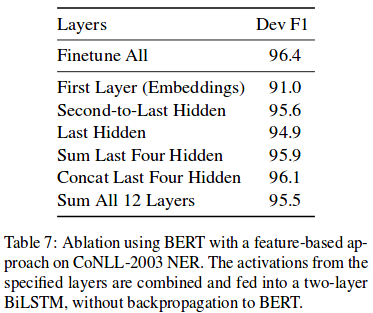 Layers Dev F1
Finetune All 96.4
First Layer (Embeddings) 91.0
Second-to-Last Hidden 95.6
Last Hidden 94.9
Sum Last Four Hidden 95.9
Concat Last Four Hidden 96.1
Sum All 12 Layers 95.5
Table 7: Ablation using BERT with a feature-based ap-
proach on CoNLL-2003 NER. The activations from the
specified layers are combined and fed into a two-layer
BiLSTM, without backpropagation to BERT.